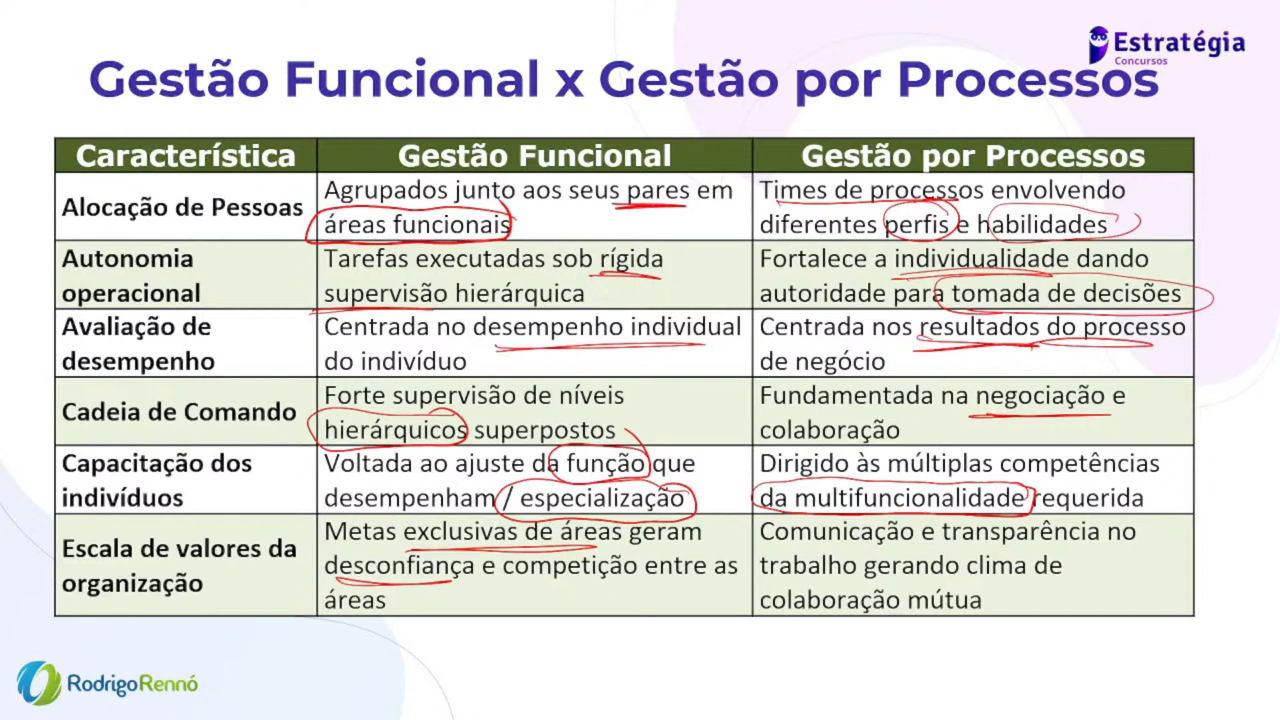 Estratégia
Concursos
Gestão Funcional x Gestão por Processos
Característica
Gestão Funcional
Gestão por Processos
Alocação de Pessoas
Agrupados junto aos seus pares em
áreas funcionais
Times de processos envolvendo
diferentes perfis e habilidades
Autonomia
operacional
Tarefas executadas sob rígida
supervisão hierárquica
Fortalece a individualidade dando
autoridade para tomada de decisões
Avaliação de
desempenho
Centrada no desempenho individual
do indivíduo
Centrada nos resultados do processo
de negócio
Cadeia de Comando
Forte supervisão de níveis
hierárquicos superpostos
Fundamentada na negociação e
colaboração
Capacitação dos
indivíduos
Voltada ao ajuste da função que
desempenham / especialização
Dirigido às múltiplas competências
da multifuncionalidade requerida
Escala de valores da
organização
Metas exclusivas de áreas geram
desconfiança e competição entre as
áreas
Comunicação e transparência no
trabalho gerando clima de
colaboração mútua
RodrigoRennó